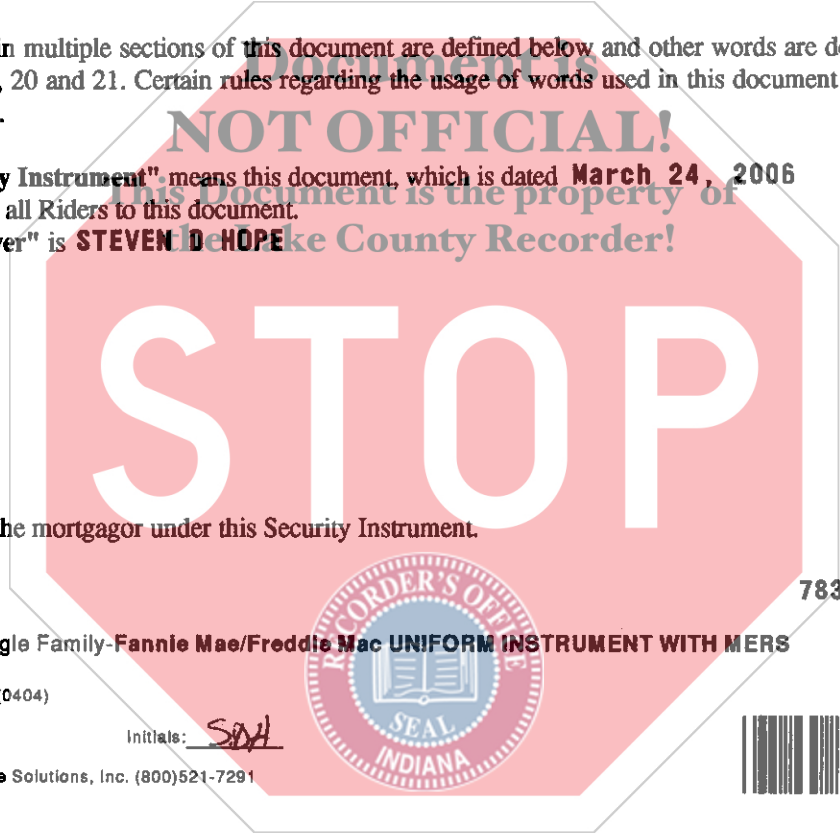 in multiple sections of this document are defined below and other words are de
, 20 and 21. Certain rules regarding the usage of words used in this document
.
y Instrument" means this document, which is dated March 24, 2006
all Riders to this document.
er" is STEVEN D HOPE
Document is
NOT OFFICIAL!
This Document is the property of
the Lake County Recorder!
STOP
he mortgagor under this Security Instrument.
783
gle Family-Fannie Mae/Freddie Mac UNIFORM INSTRUMENT WITH MERS
(0404)
Initials: SDH
e Solutions, Inc. (800)521-7291
RECORDER'S OFFICE
SEAL
INDIANA